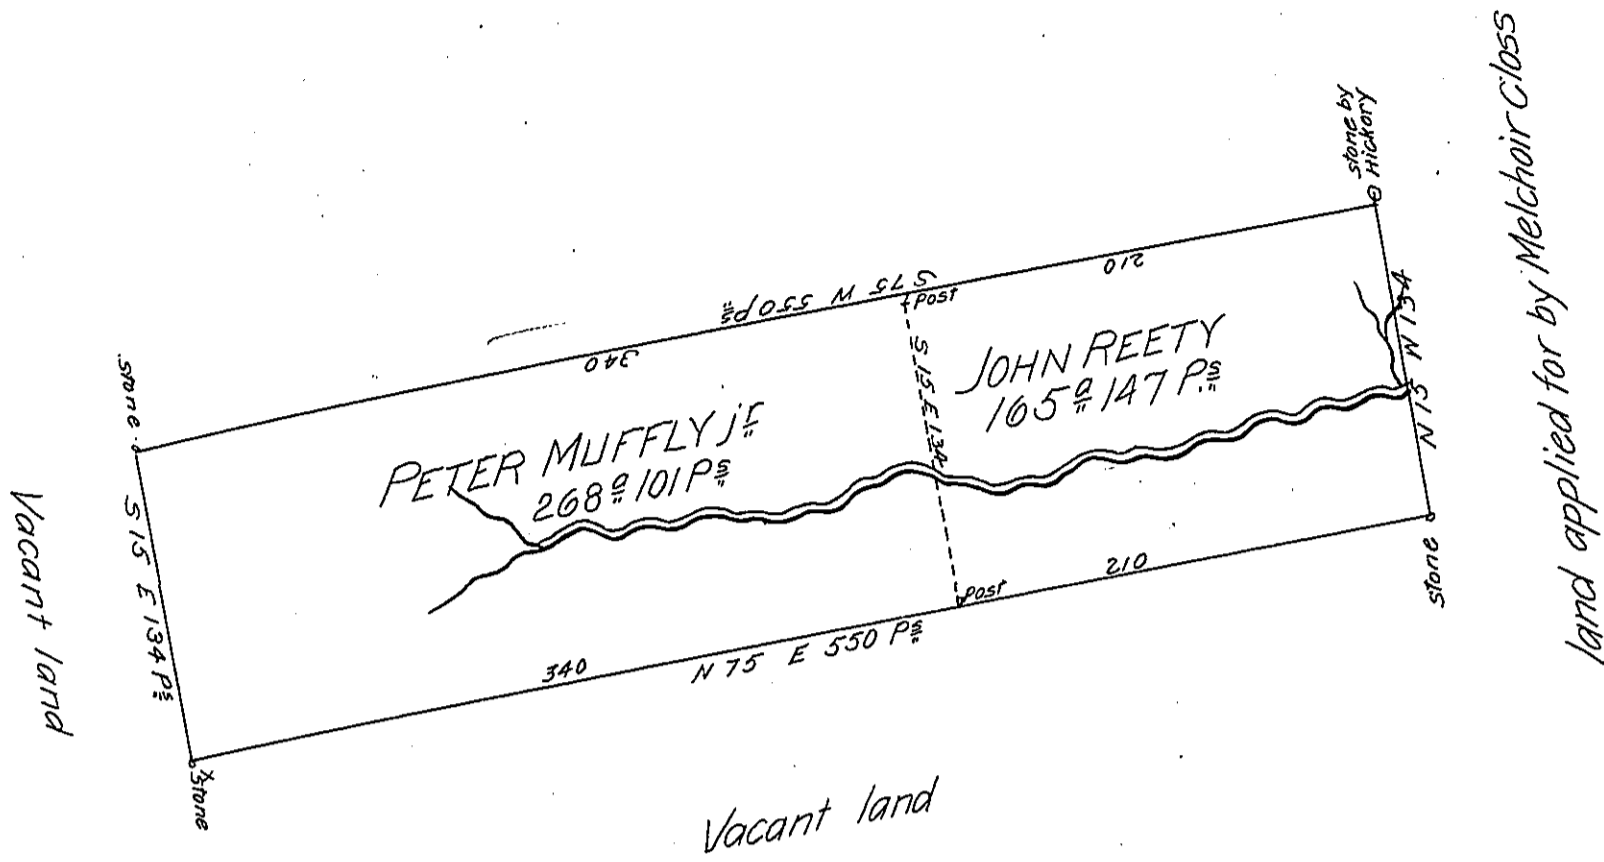 land applied for by Melchoir Closs
stone by
Hickory
210
S 75 W 550 Ps
Post
340
stone
S 15 E 134
JOHN REETY
165 a 147 Ps
N 15 W 134
PETER MUFFLY jr
268 a 101 Ps
Vacant land
S 15 E 134 Ps
stone
210
Post
N 75 E 550 Ps
340
Stone
Vacant land